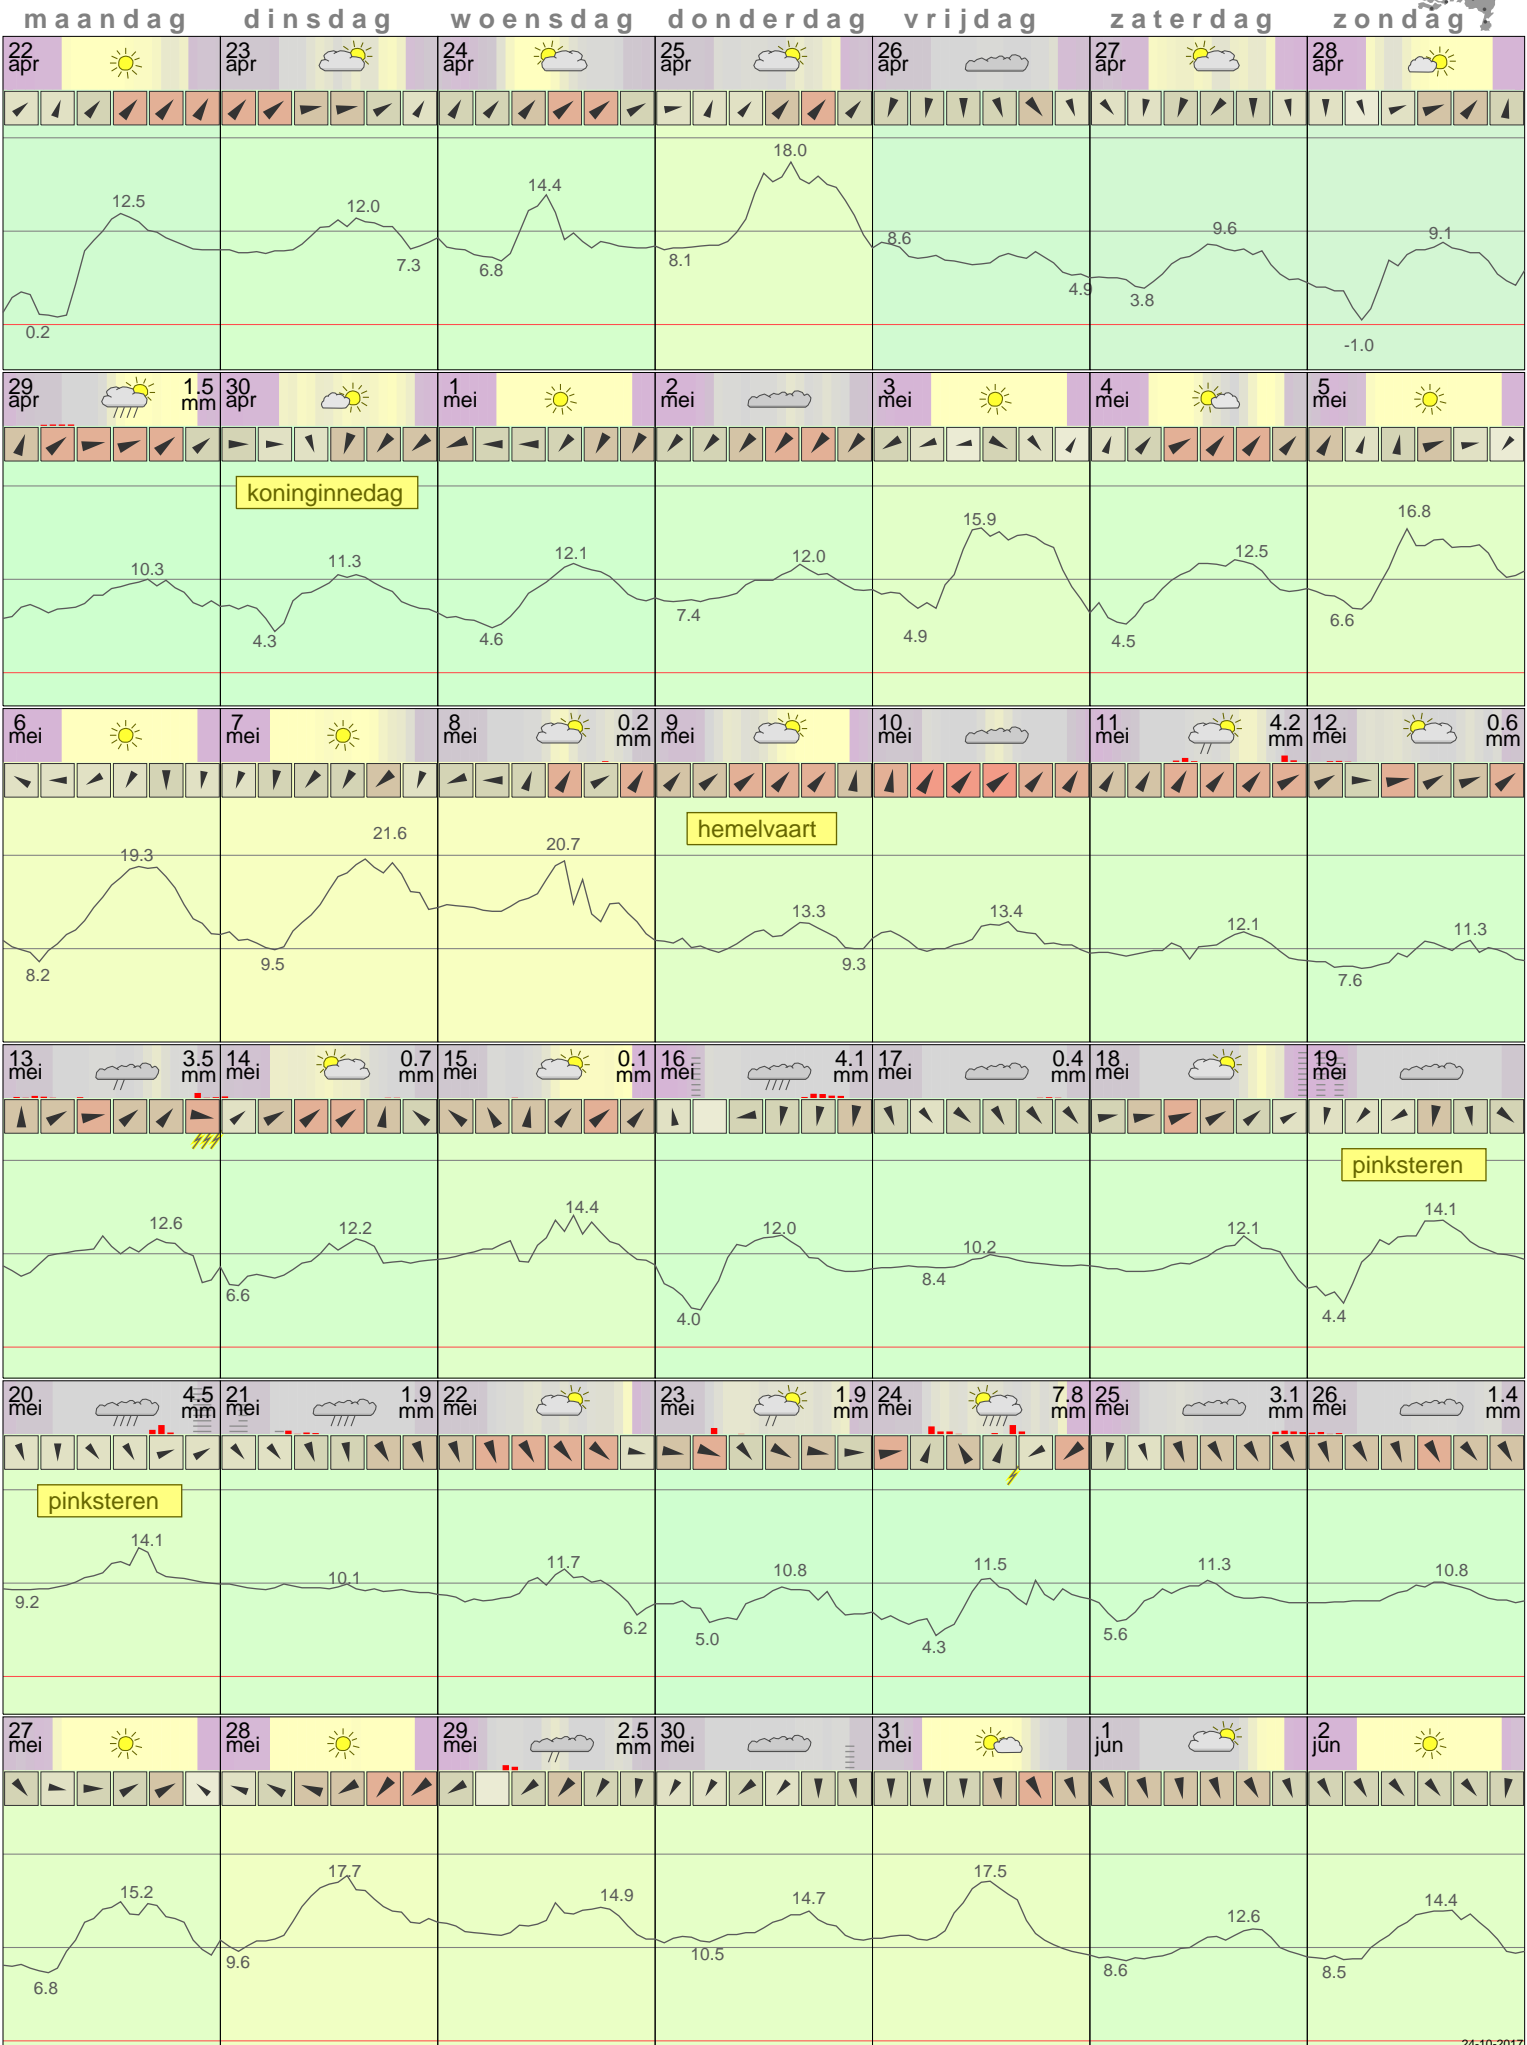 maandag dinsdag woensdag donderdag vrijdag zaterdag zondag
22 23 24 25 26 27 28
apr apr apr apr apr apr apr
18.0
14.4
12.5 12.0
9.6
8.6 9.1
8.1
7.3
6.8
4.9
3.8
0.2
-1.0
29 1.5 30 1 2 3 4 5
apr mm apr mei mei mei mei mei
koninginnedag
16.8
15.9
12.1 12.0 12.5
10.3 11.3
7.4
6.6
4.9
4.3 4.6 4.5
6 7 8 0.2 9 10 11 4.2 12 0.6
mei mei mei mm mei mei mei mm mei mm
hemelvaart
21.6
20.7
19.3
13.3 13.4
12.1
11.3
9.5 9.3
8.2
7.6
13 3.5 14 0.7 15 0.1 16 4.1 17 0.4 18 19
mei mm mei mm mei mm mei mm mei mm mei mei
pinksteren
14.4 14.1
12.6 12.2 12.0 12.1
10.2
8.4
6.6
4.0 4.4
20 4.5 21 1.9 22 23 1.9 24 7.8 25 3.1 26 1.4
mei mm mei mm mei mei mm mei mm mei mm mei mm
pinksteren
14.1
11.7 10.8 11.5 11.3 10.8
10.1
9.2
6.2
5.0 4.3 5.6
27 28 29 2.5 30 31 1 2
mei mei mei mm mei mei jun jun
17.7 17.5
15.2 14.9 14.7 14.4
12.6
9.6 10.5
8.6 8.5
6.8
24-10-2017